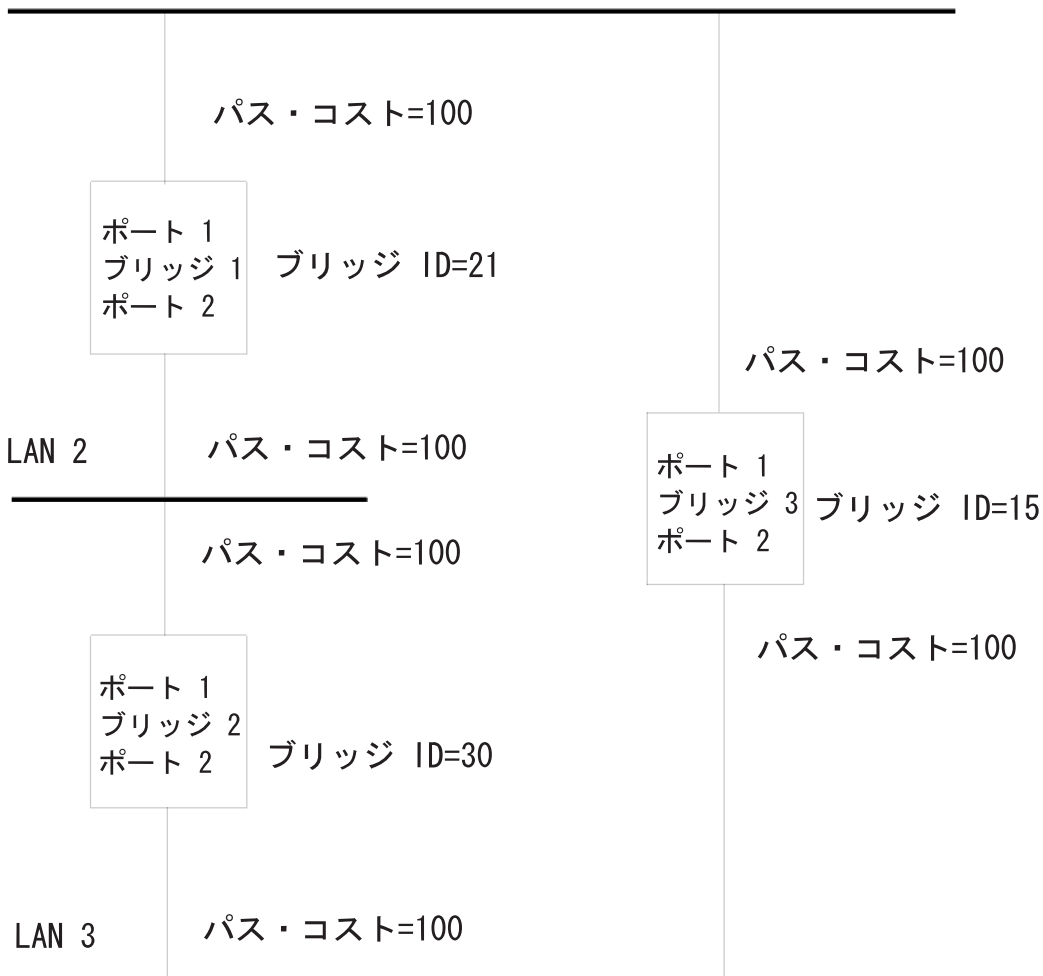 パス・コスト=100
ポート 1
ブリッジ 1
ポート 2
ブリッジ ID=21
パス・コスト=100
LAN 2
パス・コスト=100
ポート 1
ブリッジ 3
ポート 2
ブリッジ ID=15
パス・コスト=100
パス・コスト=100
ポート 1
ブリッジ 2
ポート 2
ブリッジ ID=30
LAN 3
パス・コスト=100